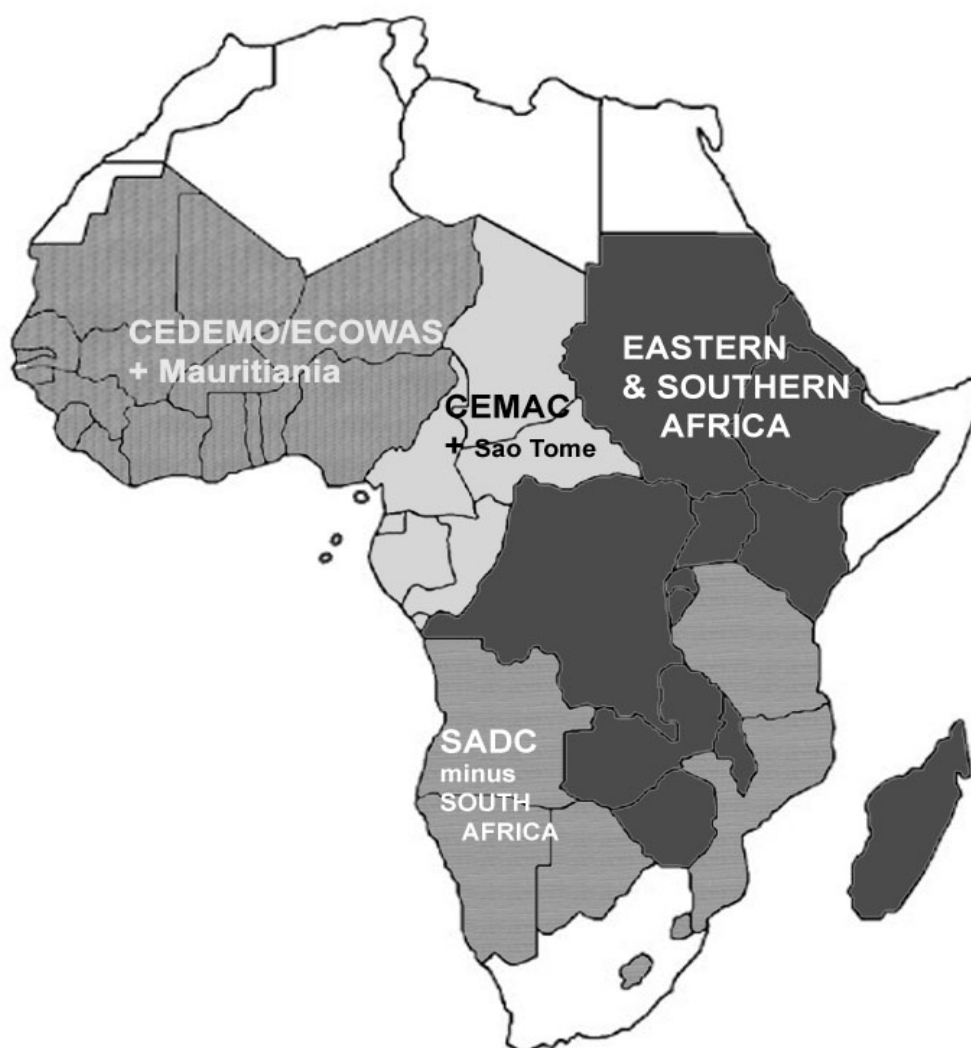 CEDEMO/ECOWAS
+ Mauritiania
CEMAC
+ Sao Tome
EASTERN
& SOUTHERN
AFRICA
SADC
minus
SOUTH
AFRICA